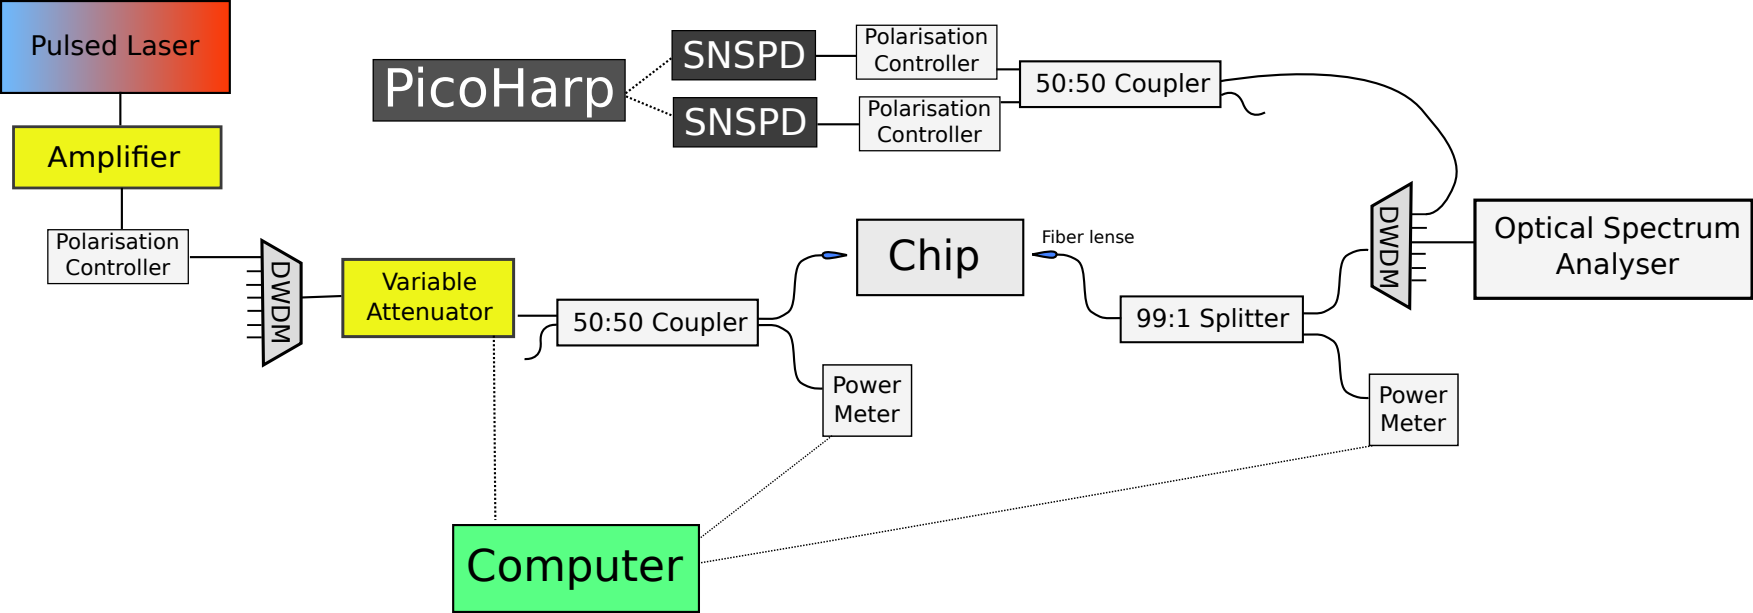 Pulsed Laser
Amplifier
Polarisation
Controller
DWDM
Variable
Attenuator
50:50 Coupler
Power
Meter
Computer
PicoHarp
SNSPD
SNSPD
Polarisation
Controller
Polarisation
Controller
50:50 Coupler
Chip
Fiber lense
99:1 Splitter
Power
Meter
DWDM
Optical Spectrum
Analyser